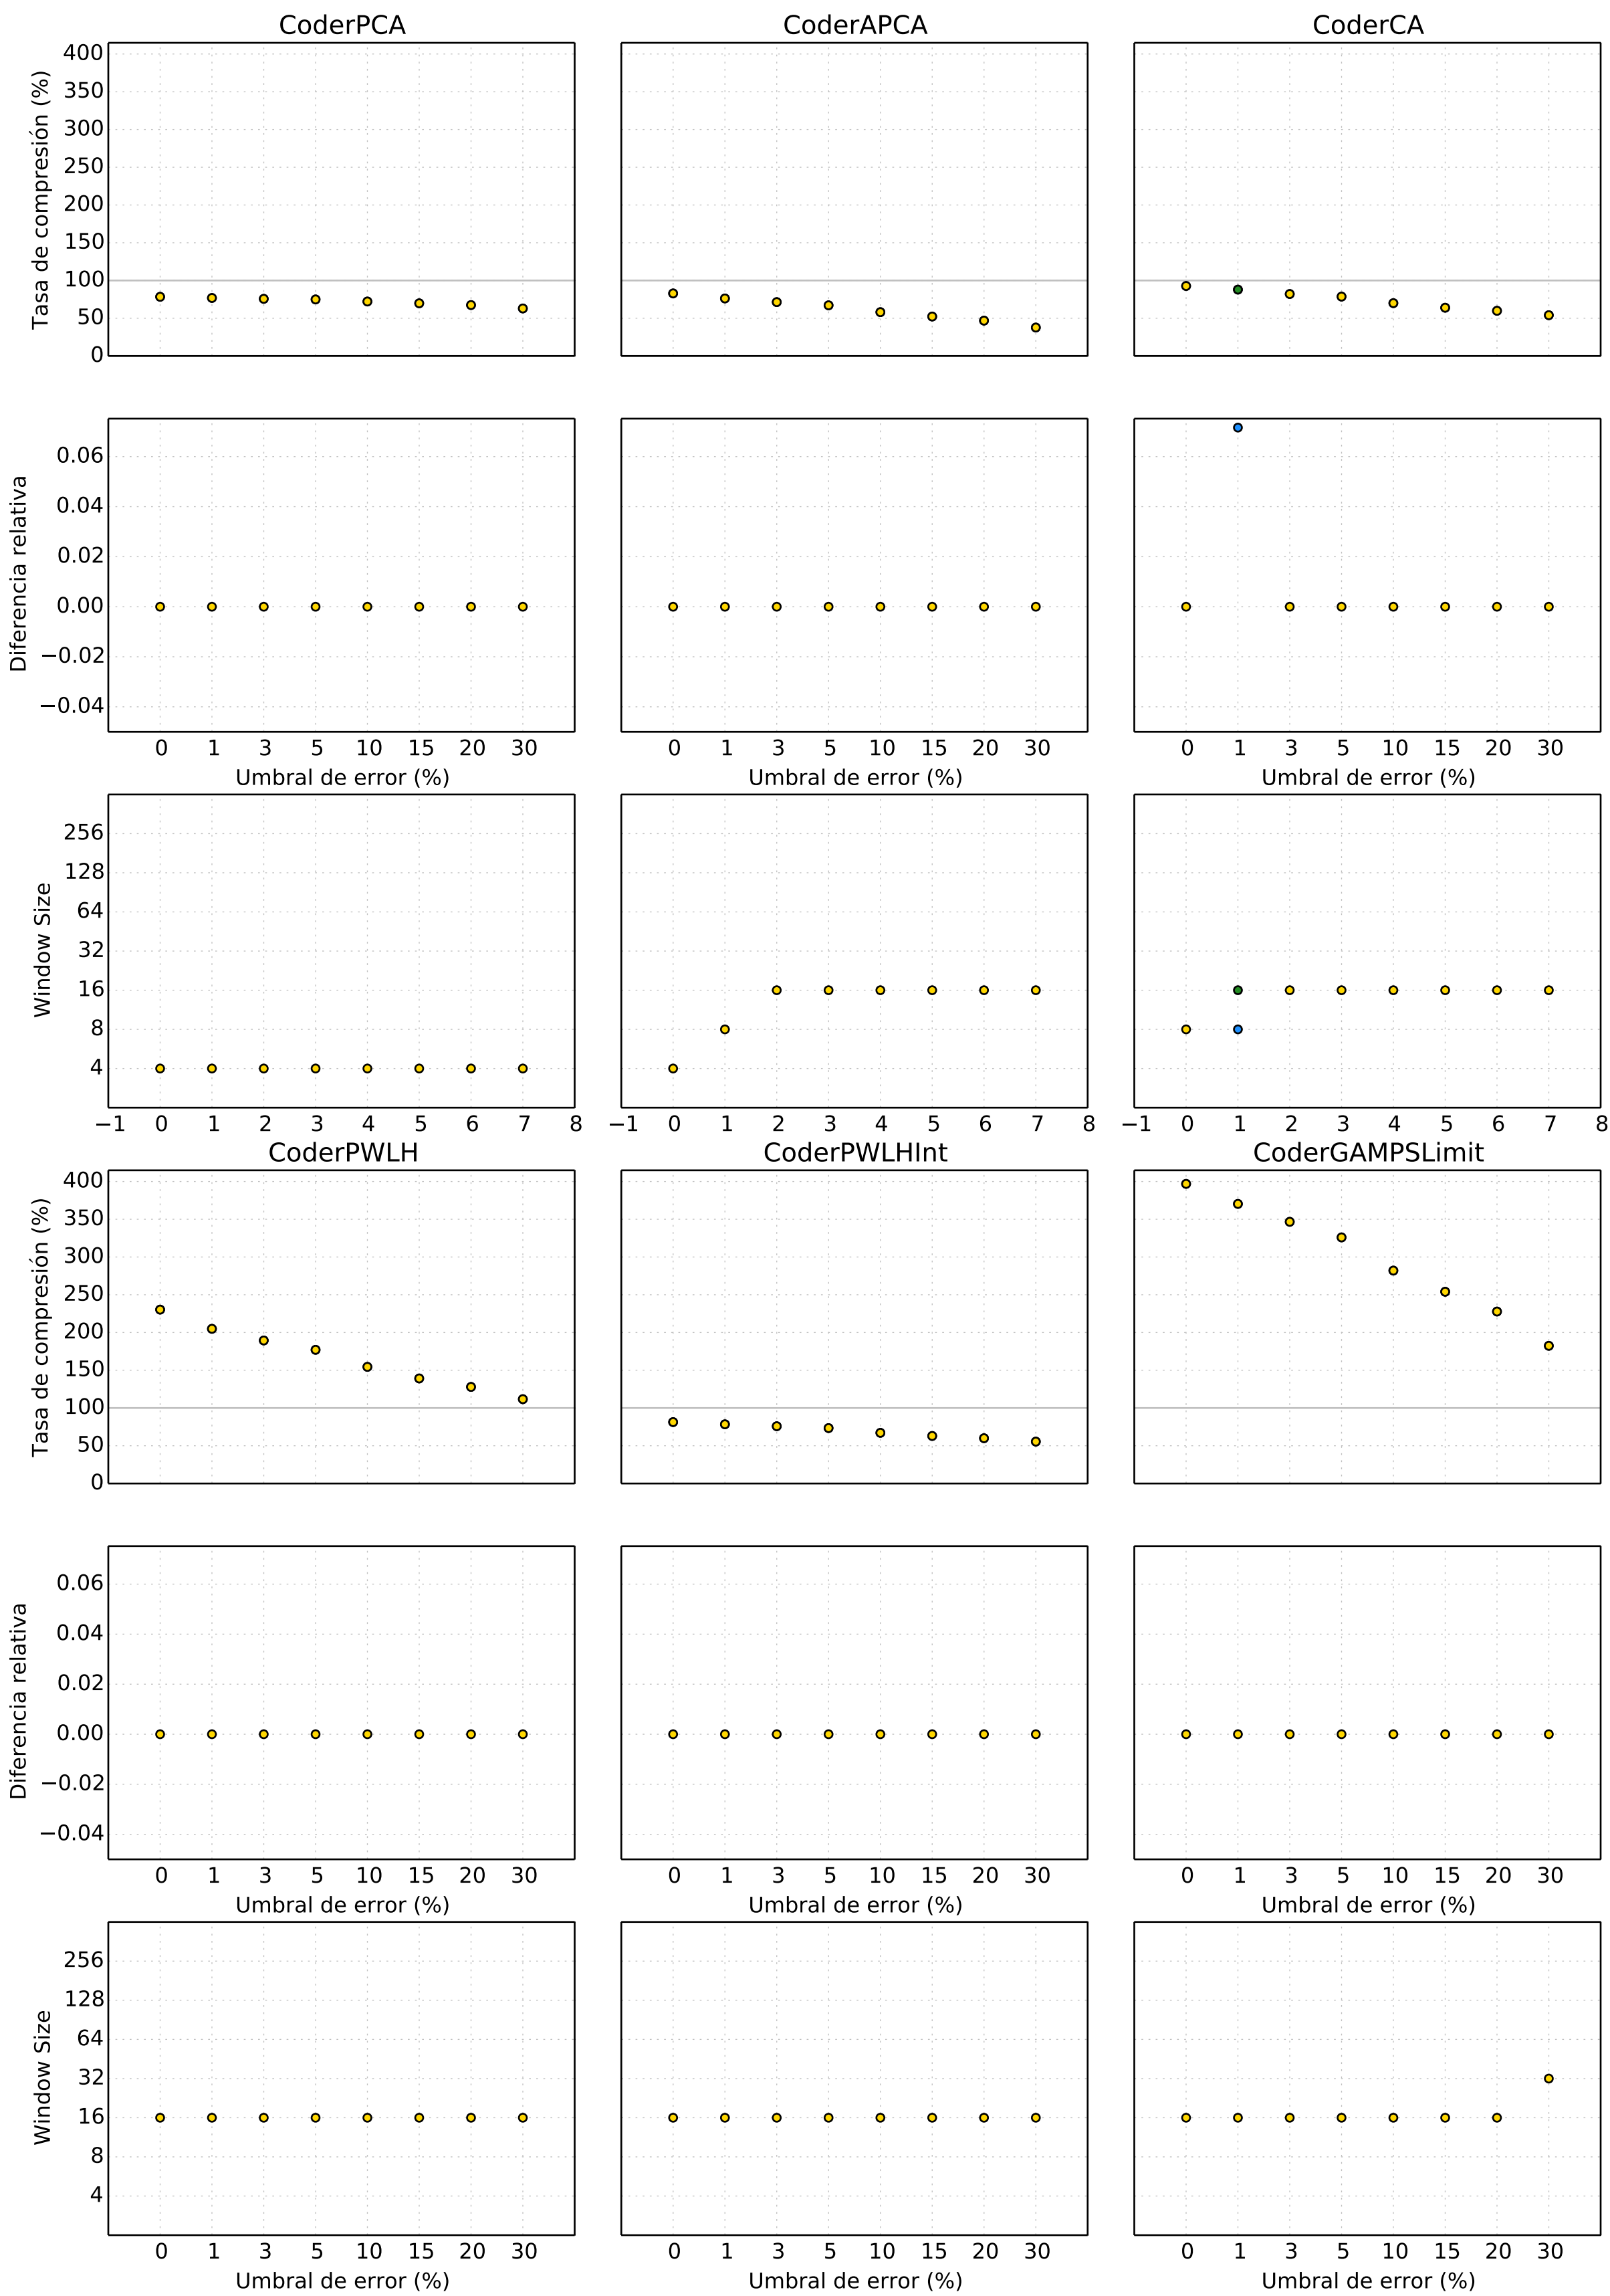 CoderPCA CoderAPCA CoderCA
Tasa de compresión (%)
400
350
300
250
200
150
100
50
0
Diferencia relativa
0.06
0.04
0.02
0.00
−0.02
−0.04
0 1 3 5 10 15 20 30 0 1 3 5 10 15 20 30 0 1 3 5 10 15 20 30
Umbral de error (%) Umbral de error (%) Umbral de error (%)
Window Size
256
128
64
32
16
8
4
−1 0 1 2 3 4 5 6 7 8 −1 0 1 2 3 4 5 6 7 8 −1 0 1 2 3 4 5 6 7 8
CoderPWLH CoderPWLHInt CoderGAMPSLimit
Tasa de compresión (%)
400
350
300
250
200
150
100
50
0
Diferencia relativa
0.06
0.04
0.02
0.00
−0.02
−0.04
0 1 3 5 10 15 20 30 0 1 3 5 10 15 20 30 0 1 3 5 10 15 20 30
Umbral de error (%) Umbral de error (%) Umbral de error (%)
Window Size
256
128
64
32
16
8
4
0 1 3 5 10 15 20 30 0 1 3 5 10 15 20 30 0 1 3 5 10 15 20 30
Umbral de error (%) Umbral de error (%) Umbral de error (%)